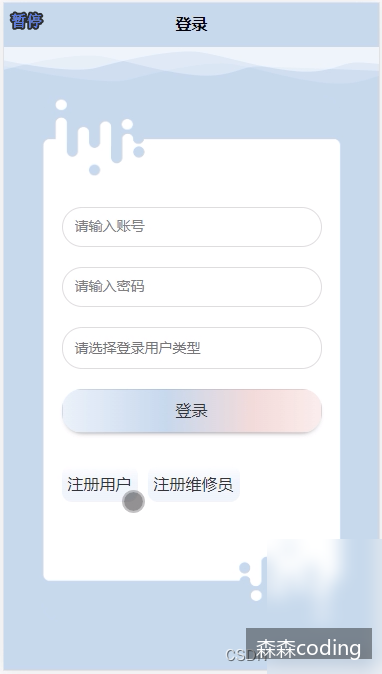 暂停
登录
请输入账号
请输入密码
请选择登录用户类型
登录
注册用户 注册维修员
CSDN
森森coding